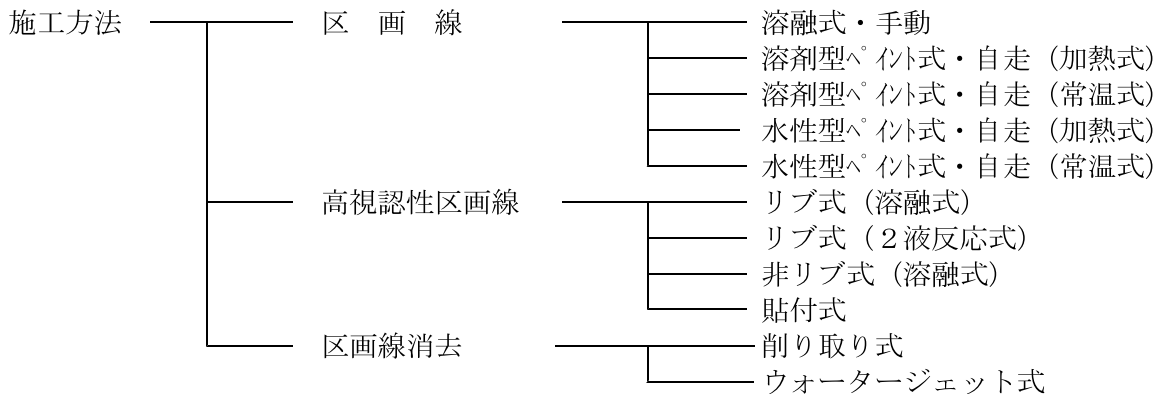 施工方法 区 画 線 溶融式・手動
溶剤型ﾍﾟｲﾝﾄ式・自走（加熱式）
溶剤型ﾍﾟｲﾝﾄ式・自走（常温式）
水性型ﾍﾟｲﾝﾄ式・自走（加熱式）
水性型ﾍﾟｲﾝﾄ式・自走（常温式）
高視認性区画線 リブ式（溶融式）
リブ式（２液反応式）
非リブ式（溶融式）
貼付式
区画線消去 削り取り式
ウォータージェット式